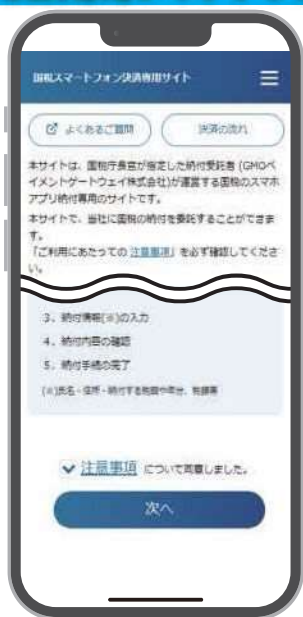 国税スマートフォン決済専用サイト
よくあるご質問
決済の流れ
本サイトは、国税庁長官が指定した納付受託者(GMOペ
イメントゲートウェイ株式会社)が運営する国税のスマホ
アプリ納付専用のサイトです。
本サイトで、当社に国税の納付を委託することができま
す。
「ご利用にあたっての 注意事項」を必ず確認してくださ
い。
3. 納付情報(※)の入力
4. 納付内容の確認
5. 納付手続の完了
(※)氏名・住所・納付する税目や年分、税額等
注意事項 について同意しました。
次へ